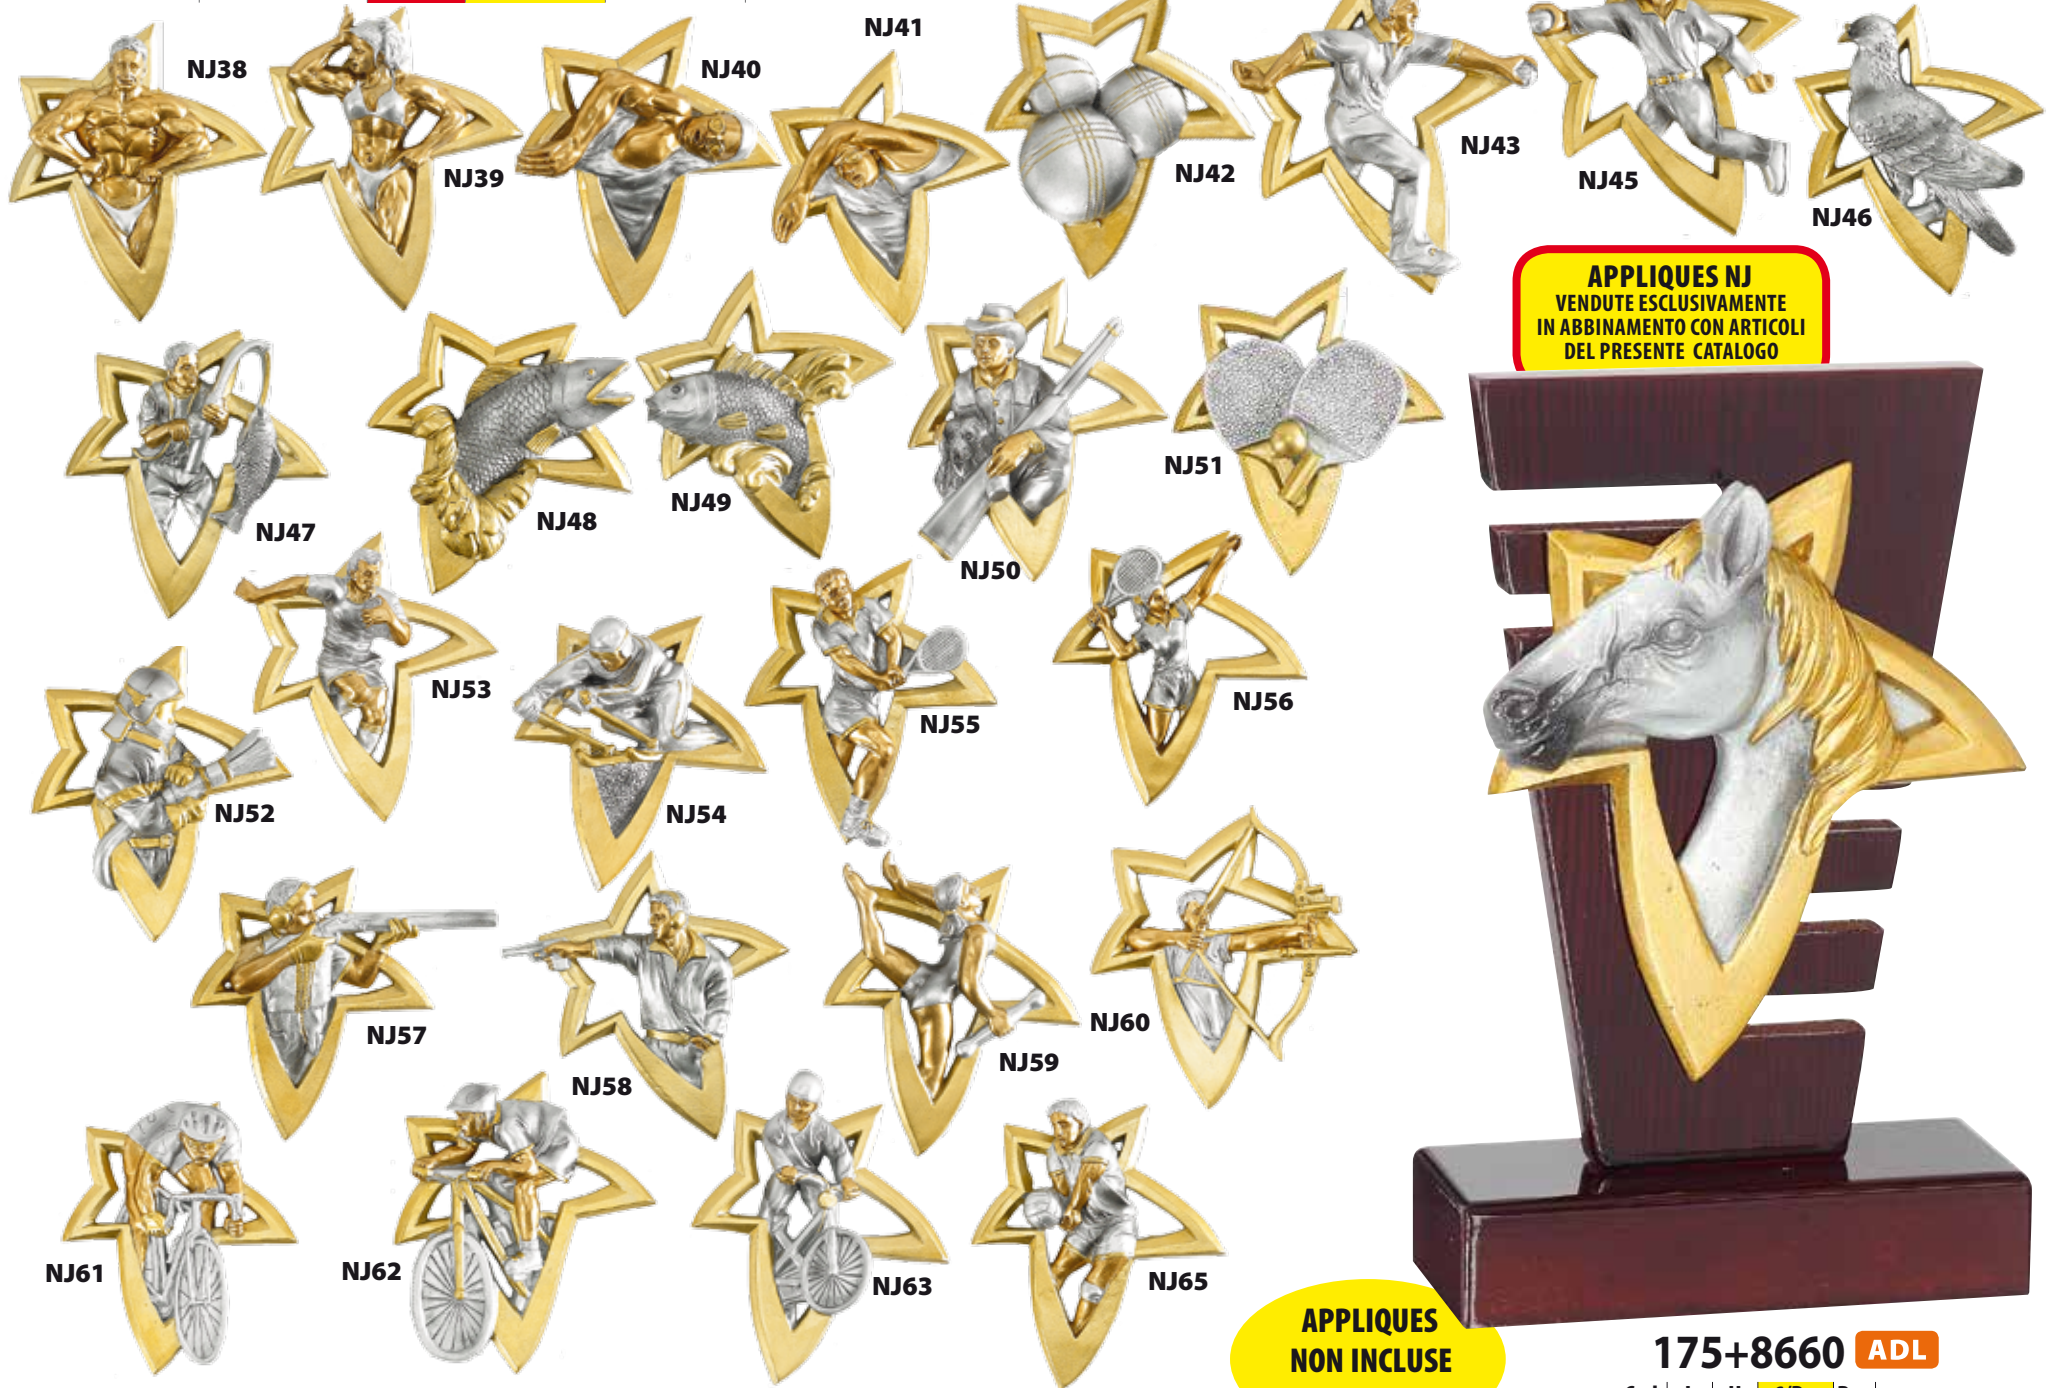 NJ38
NJ39
NJ40
NJ41
NJ42
NJ43
NJ45
NJ46
APPLIQUES NJ
VENDUTE ESCLUSIVAMENTE
IN ABBINAMENTO CON ARTICOLI
DEL PRESENTE CATALOGO
NJ47
NJ48
NJ49
NJ50
NJ51
NJ52
NJ53
NJ54
NJ55
NJ56
NJ57
NJ58
NJ59
NJ60
NJ61
NJ62
NJ63
NJ65
APPLIQUES
NON INCLUSE
175+8660 ADL